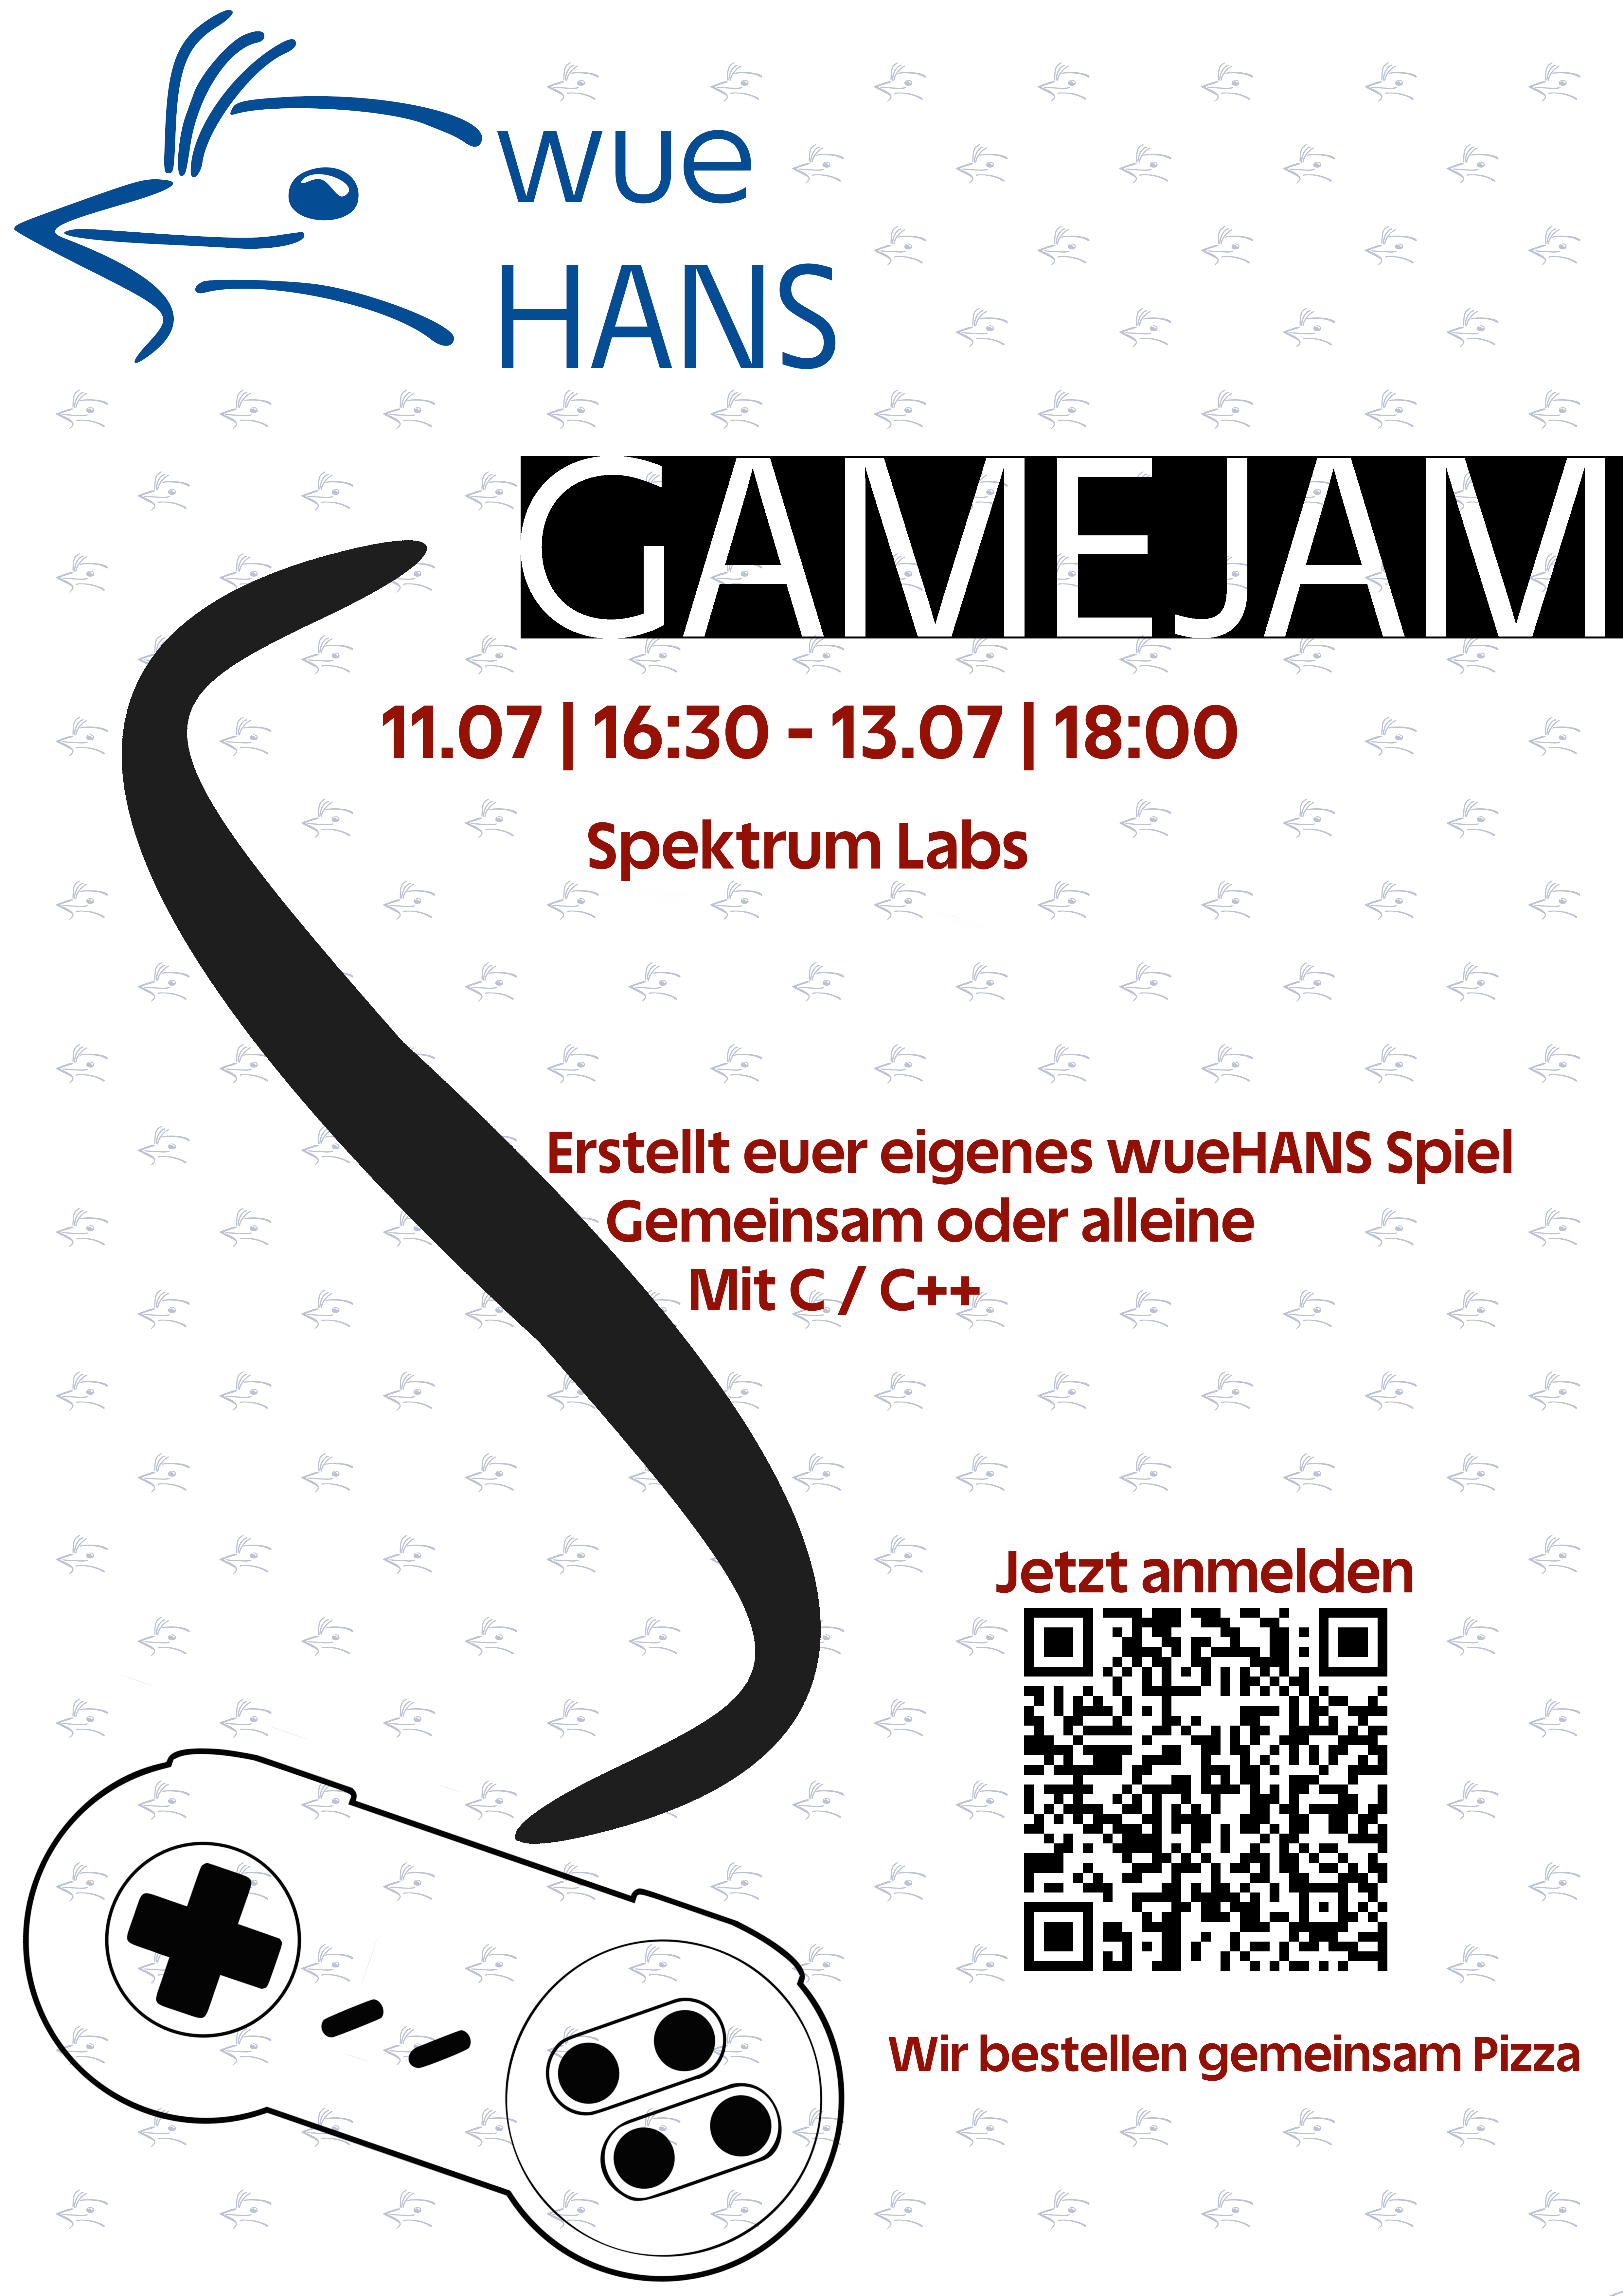 wue
HANS
GAMEJAM
11.07 | 16:30 - 13.07 | 18:00
Spektrum Labs
Erstellt euer eigenes wueHANS Spiel
Gemeinsam oder alleine
Mit C / C++
Jetzt anmelden
Wir bestellen gemeinsam Pizza